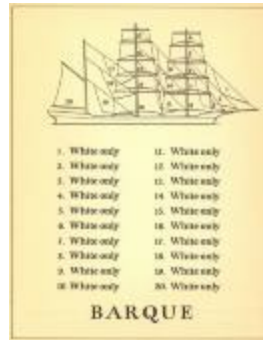 1. White only
2. White only
3. White only
4. White only
5. White only
6. White only
7. White only
8. White only
9. White only
10 White only
11. White only
12. White only
13. White only
14. White only
15. White only
16. White only
17. White only
18. White only
19. White only
20. White only
BARQUE